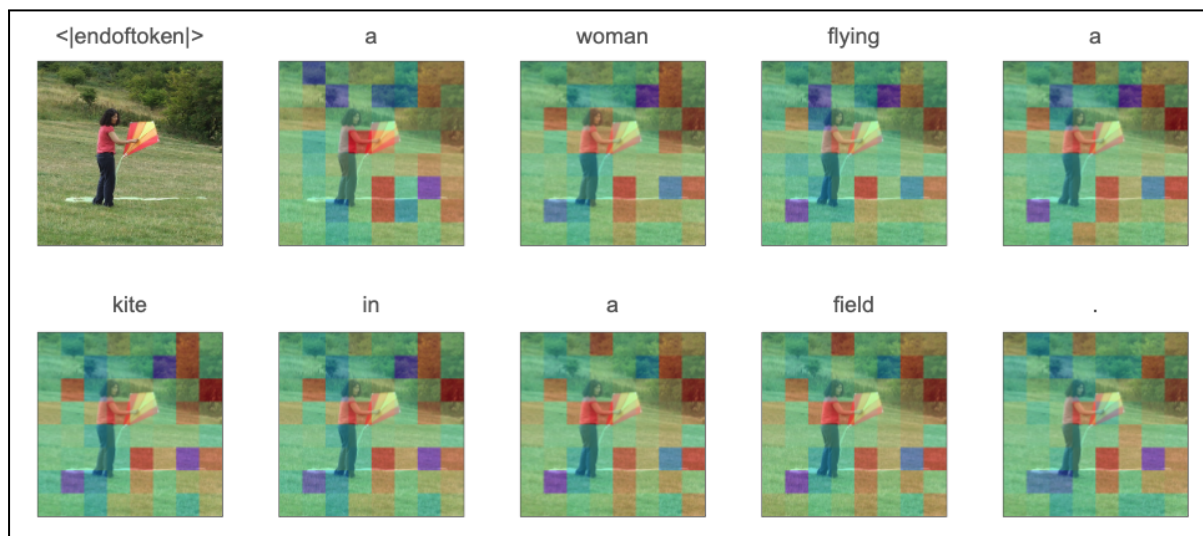 <|endoftoken|> a woman flying a
kite in a field .